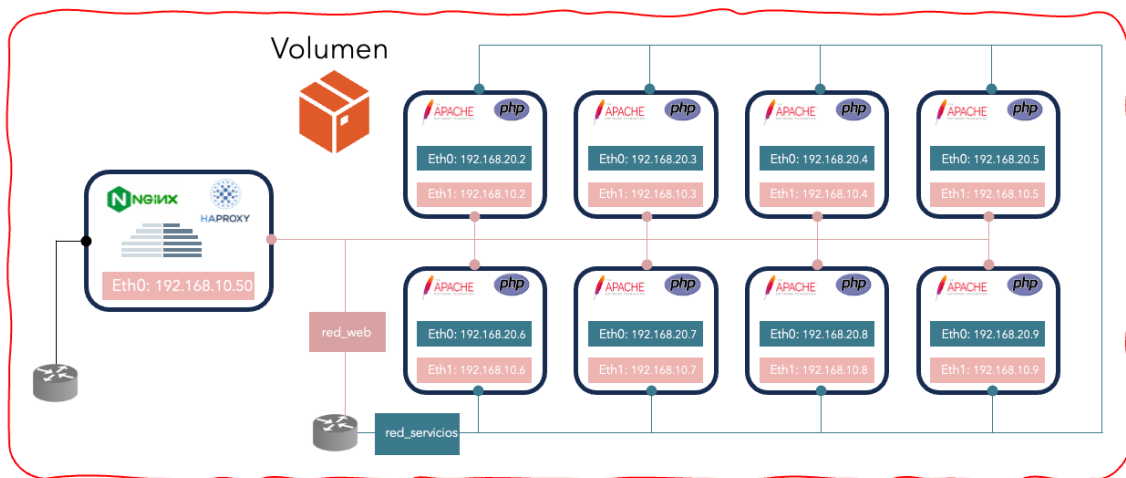 Volumen
APACHE
php
APACHE
php
APACHE
php
APACHE
php
Eth0: 192.168.20.2
Eth0: 192.168.20.3
Eth0: 192.168.20.4
Eth0: 192.168.20.5
Eth1: 192.168.10.2
Eth1: 192.168.10.3
Eth1: 192.168.10.4
Eth1: 192.168.10.5
NGINX
HAPROXY
Eth0: 192.168.10.50
APACHE
php
APACHE
php
APACHE
php
APACHE
php
red_web
Eth0: 192.168.20.6
Eth0: 192.168.20.7
Eth0: 192.168.20.8
Eth0: 192.168.20.9
Eth1: 192.168.10.6
Eth1: 192.168.10.7
Eth1: 192.168.10.8
Eth1: 192.168.10.9
red_servicios